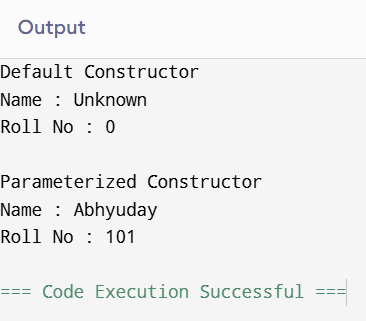 Output
Default Constructor
Name : Unknown
Roll No : 0
Parameterized Constructor
Name : Abhyuday
Roll No : 101
=== Code Execution Successful ===